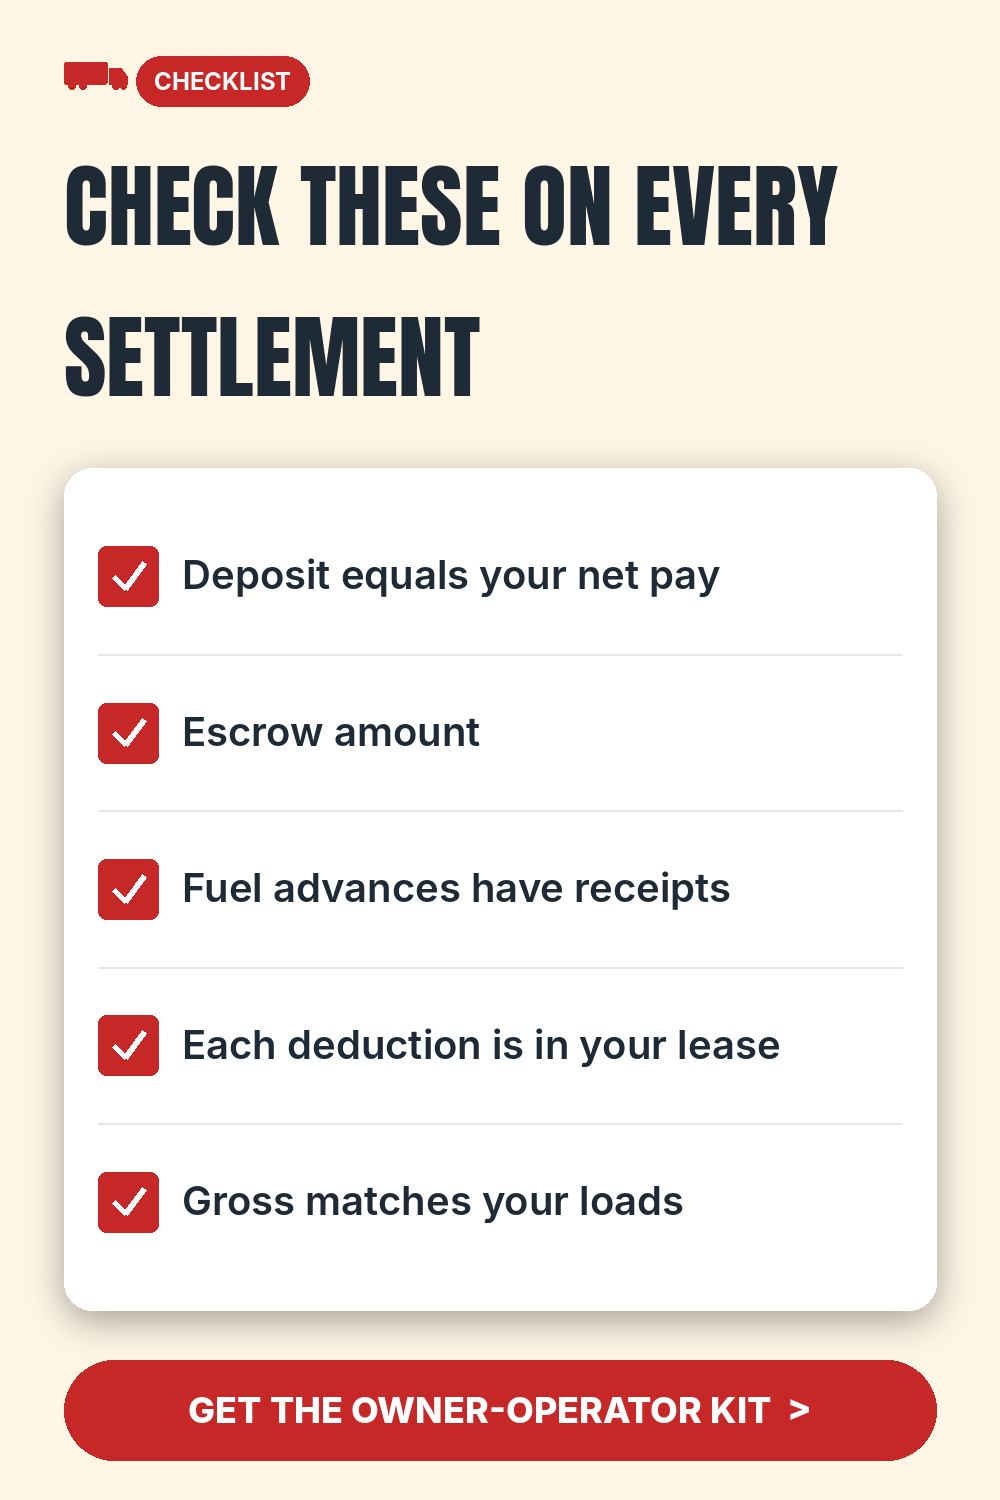 CHECKLIST
CHECK THESE ON EVERY
SETTLEMENT
Deposit equals your net pay
Escrow amount
Fuel advances have receipts
Each deduction is in your lease
Gross matches your loads
GET THE OWNER-OPERATOR KIT >